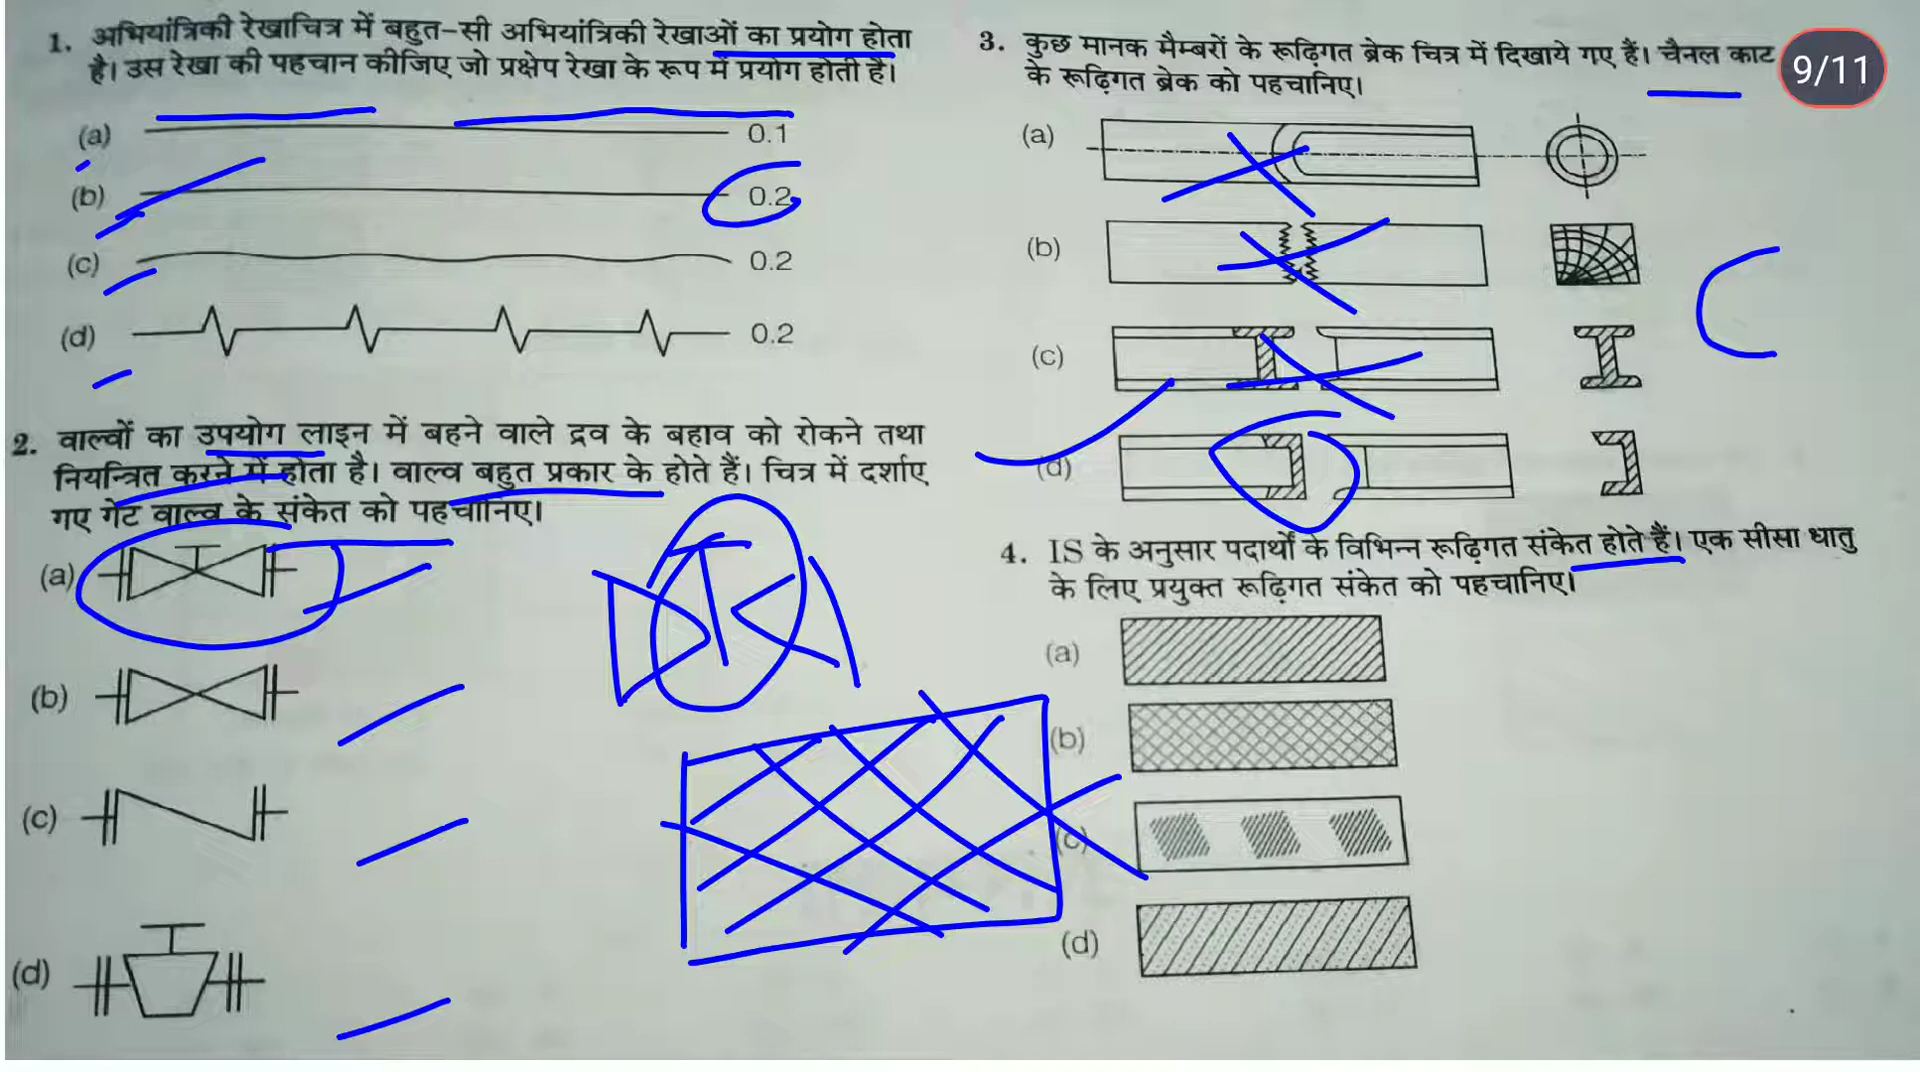 1. अभियांत्रिकी रेखाचित्र में बहुत-सी अभियांत्रिकी रेखाओं का प्रयोग होता
है। उस रेखा की पहचान कीजिए जो प्रक्षेप रेखा के रूप में प्रयोग होती है।
(a) 0.1
(b) 0.2
(c) 0.2
(d) 0.2
2. वाल्वों का उपयोग लाइन में बहने वाले द्रव के बहाव को रोकने तथा
नियन्त्रित करने में होता है। वाल्व बहुत प्रकार के होते हैं। चित्र में दर्शाए
गए गेट वाल्व के संकेत को पहचानिए।
(a)
(b)
(c)
(d)
3. कुछ मानक मैम्बरों के रूढ़िगत ब्रेक चित्र में दिखाये गए हैं। चैनल काट
के रूढ़िगत ब्रेक को पहचानिए।
9/11
(a)
(b)
(c)
(d)
4. IS के अनुसार पदार्थों के विभिन्न रूढ़िगत संकेत होते हैं। एक सीसा धातु
के लिए प्रयुक्त रूढ़िगत संकेत को पहचानिए।
(a)
(b)
(c)
(d)